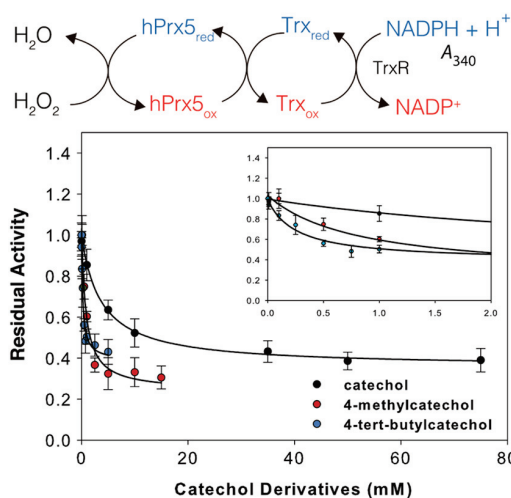 H₂O hPrx5red Trxred NADPH + H⁺
TrxR A₃₄₀
H₂O₂ hPrx5ox Trxox NADP⁺
Residual Activity
1.4
1.2
1.0
0.8
0.6
0.4
0.2
0.0
0 20 40 60 80
Catechol Derivatives (mM)
1.0
1.0
0.8
0.6
0.4
0.2
0.0
0.0 0.5 1.0 1.5 2.0
catechol
4-methylcatechol
4-tert-butylcatechol